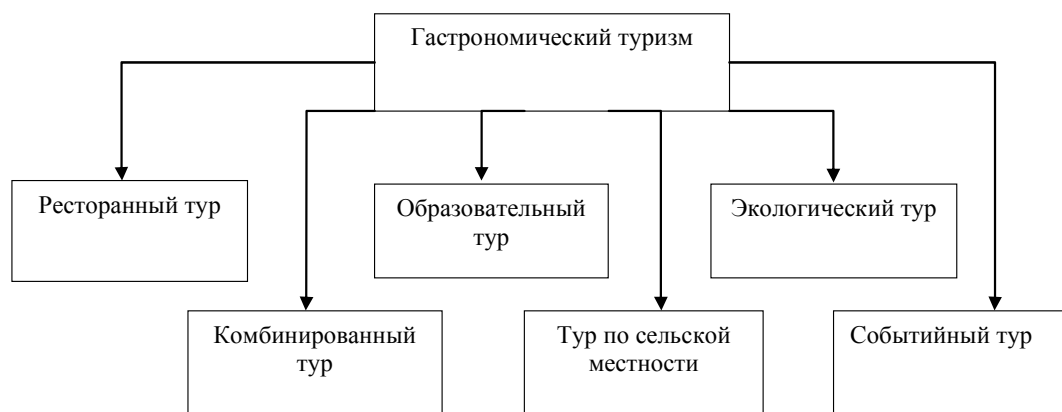 Гастрономический туризм
Ресторанный тур
Образовательный
тур
Экологический тур
Комбинированный
тур
Тур по сельской
местности
Событийный тур